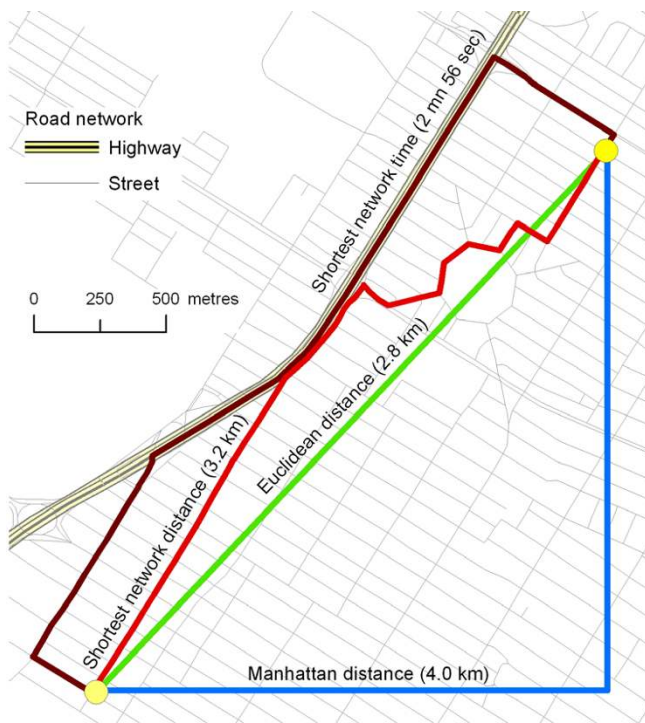 Road network
Highway
Street
0 250 500 metres
Shortest network time (2 mn 56 sec)
Shortest network distance (3.2 km)
Euclidean distance (2.8 km)
Manhattan distance (4.0 km)